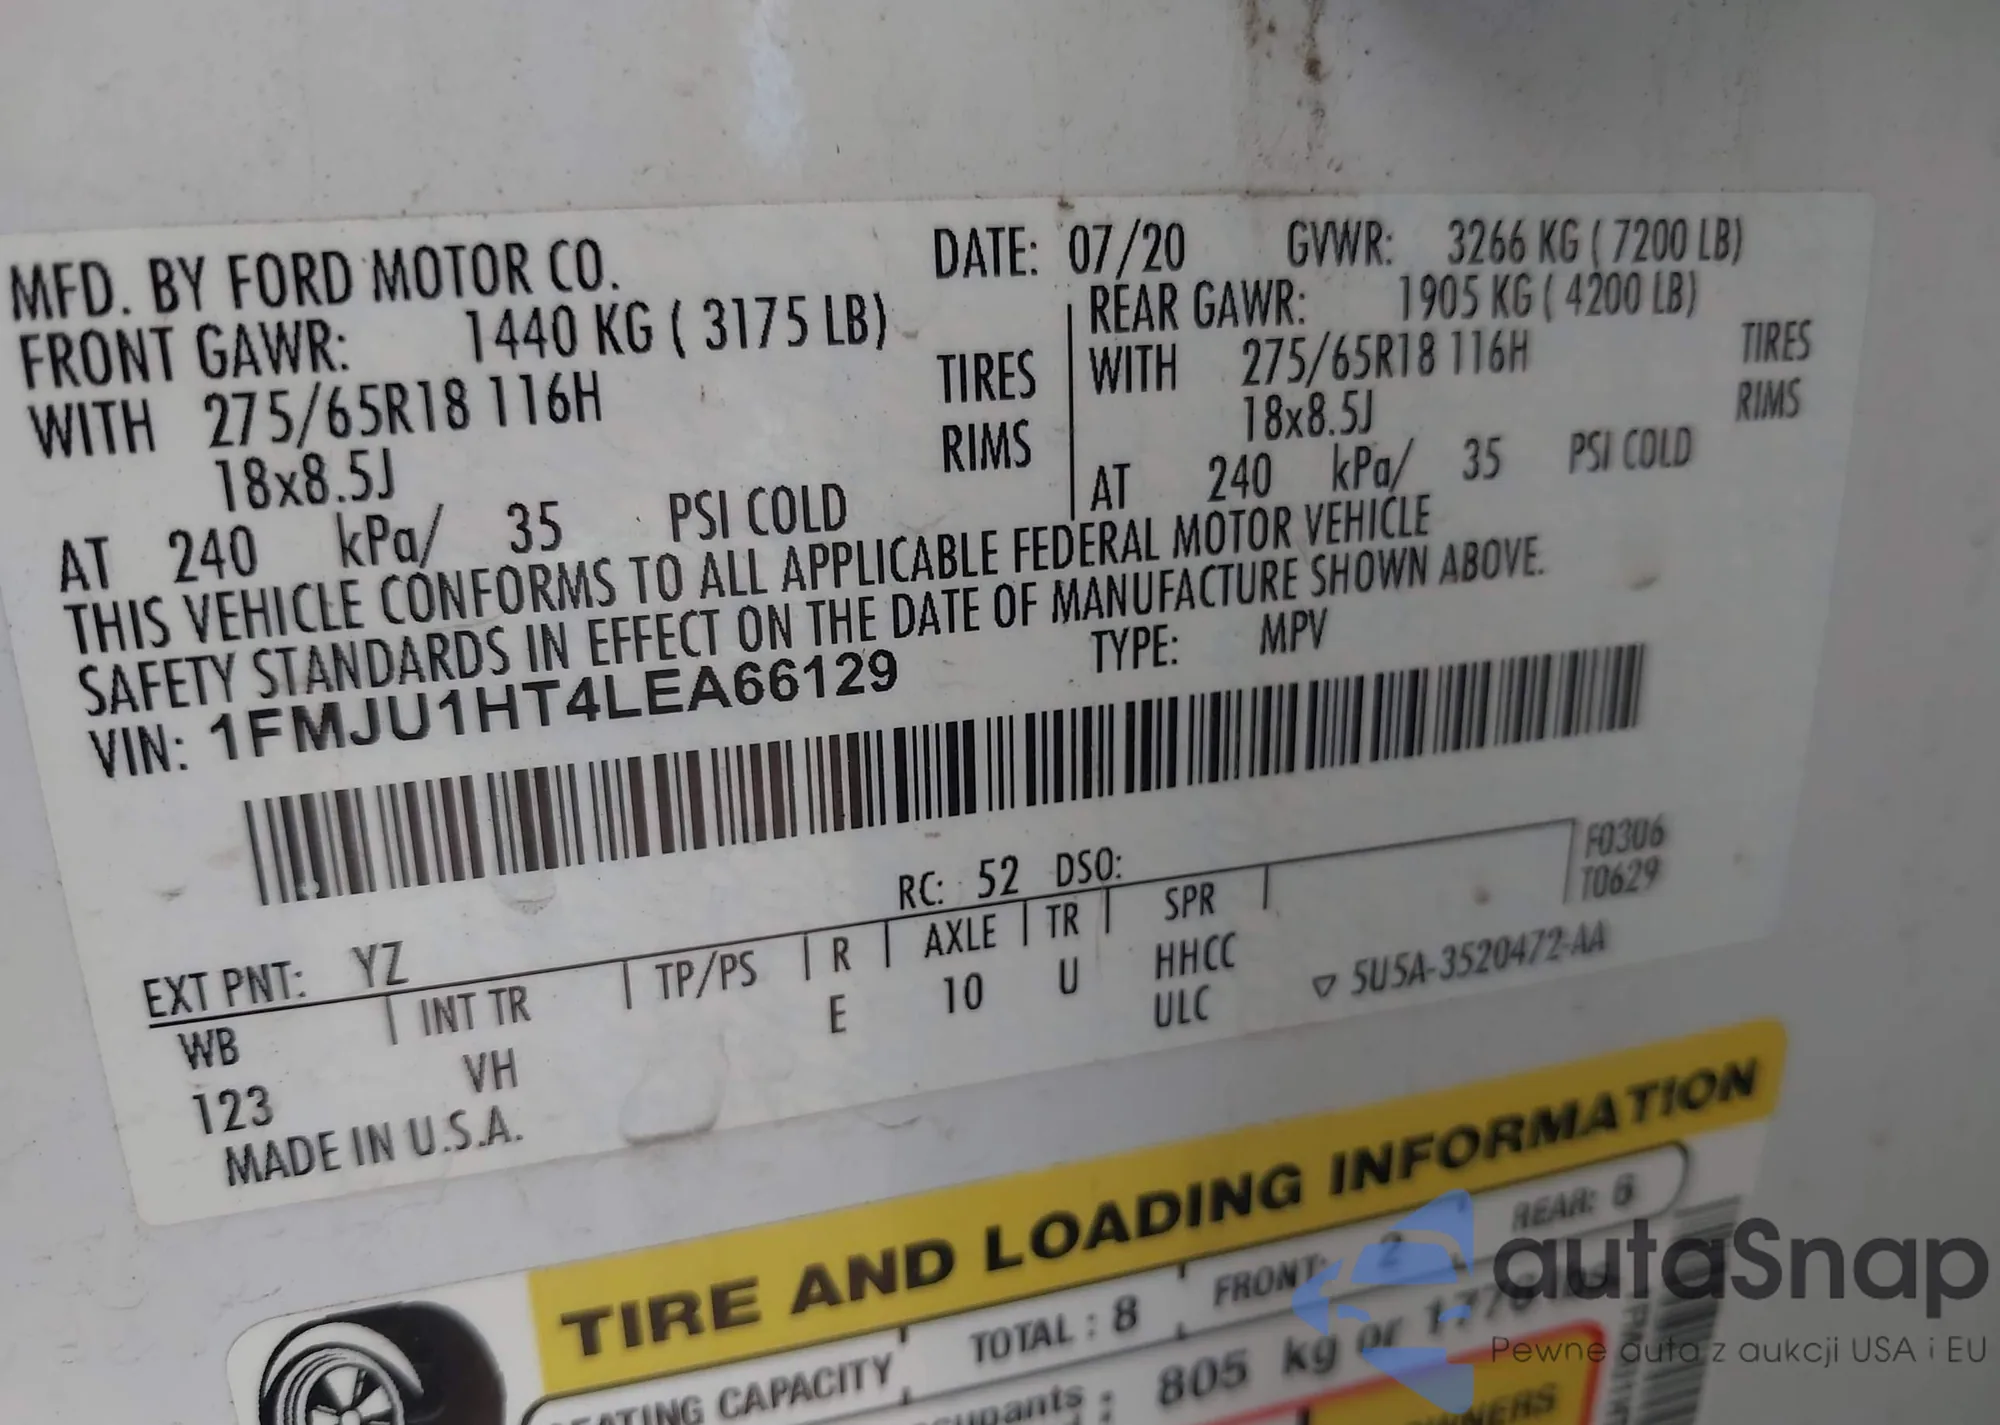 MFD. BY FORD MOTOR CO. DATE: 07/20 GVWR: 3266 KG ( 7200 LB)
FRONT GAWR: 1440 KG ( 3175 LB) REAR GAWR: 1905 KG ( 4200 LB)
WITH 275/65R18 116H TIRES WITH 275/65R18 116H TIRES
18x8.5J RIMS 18x8.5J RIMS
AT 240 kPa/ 35 PSI COLD AT 240 kPa/ 35 PSI COLD
THIS VEHICLE CONFORMS TO ALL APPLICABLE FEDERAL MOTOR VEHICLE
SAFETY STANDARDS IN EFFECT ON THE DATE OF MANUFACTURE SHOWN ABOVE.
VIN: 1FMJU1HT4LEA66129 TYPE: MPV
F0306
T0629
EXT PNT: YZ RC: 52 DSO:
WB INT TR TP/PS R AXLE TR SPR
123 VH E 10 U HHCC
ULC
▽ 5U5A-3520472-AA
MADE IN U.S.A.
TIRE AND LOADING INFORMATION
SEATING CAPACITY TOTAL : 8 FRONT: 2 REAR: 6
805 kg or
autaSnap
Pewne auta z aukcji USA i EU